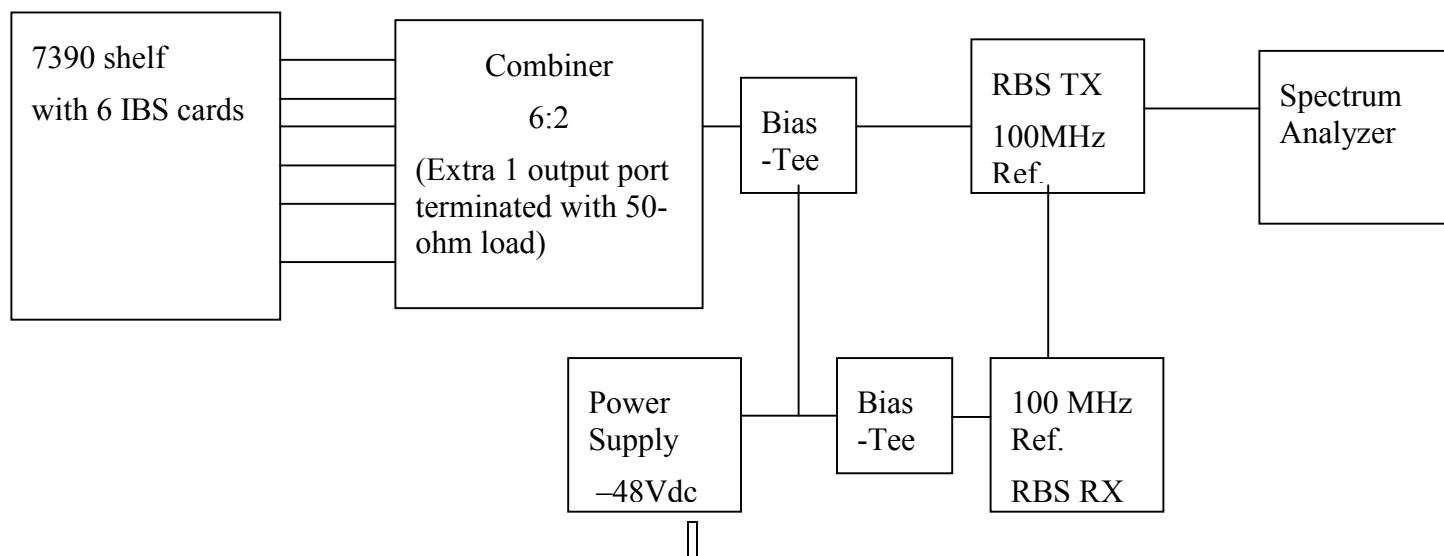 7390 shelf
with 6 IBS cards
Combiner
6:2
(Extra 1 output port
terminated with 50-
ohm load)
Bias
-Tee
RBS TX
100MHz
Ref.
Spectrum
Analyzer
Power
Supply
–48Vdc
Bias
-Tee
100 MHz
Ref.
RBS RX